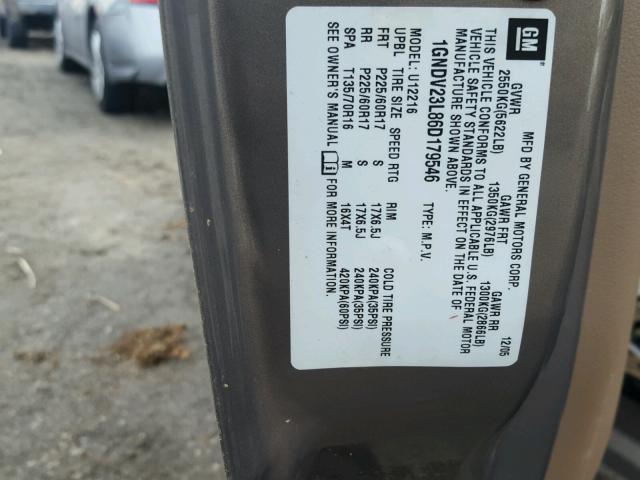 GM
MFD BY GENERAL MOTORS CORP. 12/05
GVWR GAWR FRT GAWR RR
2550KG(5622LB) 1350KG(2976LB) 1300KG(2866LB)
THIS VEHICLE CONFORMS TO ALL APPLICABLE U.S. FEDERAL MOTOR
VEHICLE SAFETY STANDARDS IN EFFECT ON THE DATE OF
MANUFACTURE SHOWN ABOVE.
1GNDV23L86D179546 TYPE: M.P.V.
MODEL: U12216
UPBL TIRE SIZE SPEED RTG RIM COLD TIRE PRESSURE
FRT P225/60R17 S 17X6.5J 240KPA(35PSI)
RR P225/60R17 S 17X6.5J 240KPA(35PSI)
SPA T135/70R16 M 16X4T 420KPA(60PSI)
SEE OWNER'S MANUAL i FOR MORE INFORMATION.